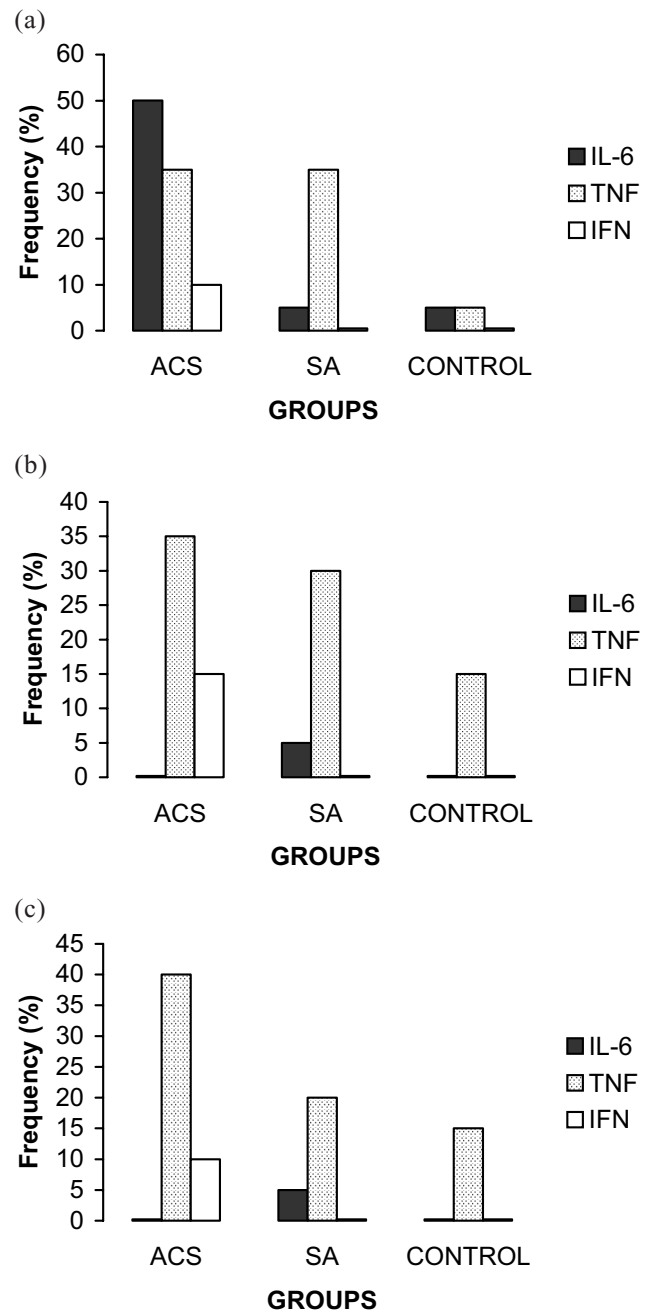 (a)
60
50
40
30
20
10
0
Frequency (%)
ACS SA CONTROL
GROUPS
IL-6
TNF
IFN
(b)
40
35
30
25
20
15
10
5
0
Frequency (%)
ACS SA CONTROL
GROUPS
IL-6
TNF
IFN
(c)
45
40
35
30
25
20
15
10
5
0
Frequency (%)
ACS SA CONTROL
GROUPS
IL-6
TNF
IFN